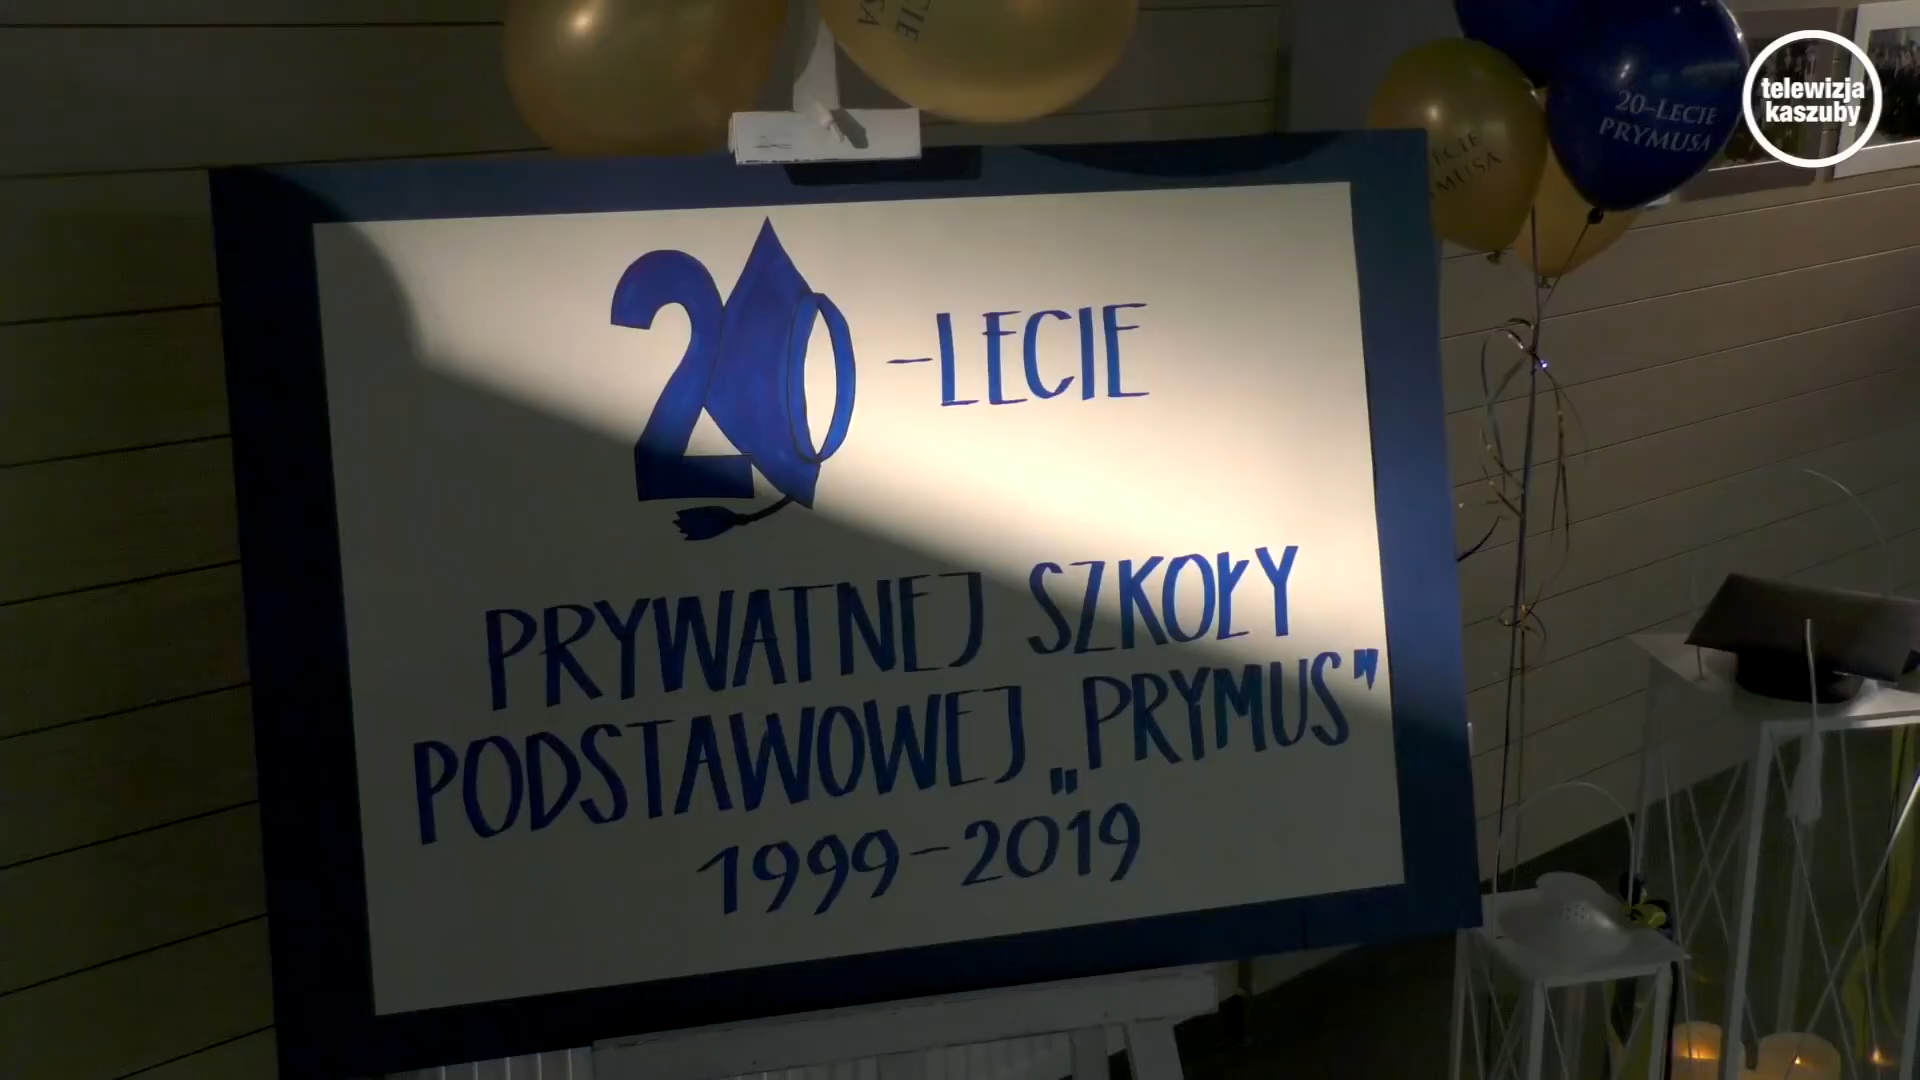 20-LECIE
PRYWATNEJ SZKOŁY
PODSTAWOWEJ „PRYMUS”
1999-2019
20-LECIE
PRYMUSA
telewizja
kaszuby